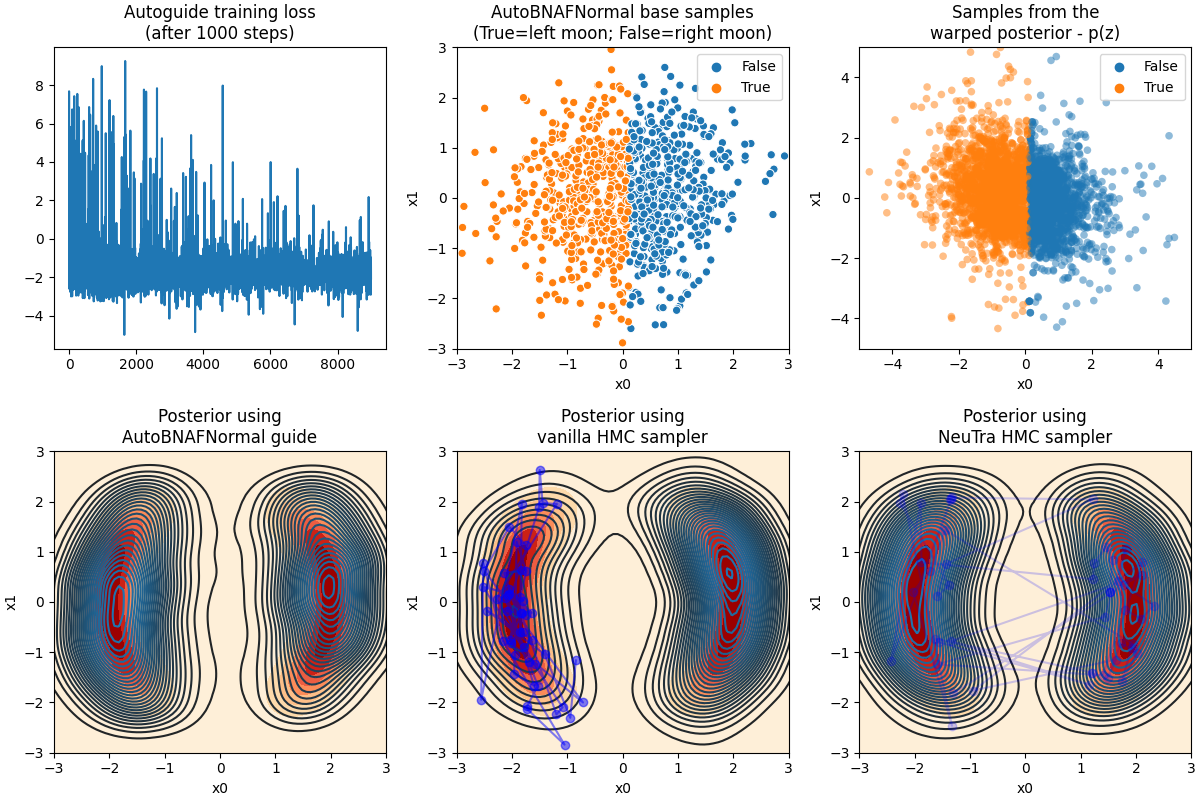 Autoguide training loss
(after 1000 steps)
8
6
4
2
0
−2
−4
0 2000 4000 6000 8000
AutoBNAFNormal base samples
(True=left moon; False=right moon)
False
True
3
2
1
0
−1
−2
−3
x1
−3 −2 −1 0 1 2 3
x0
Samples from the
warped posterior - p(z)
False
True
4
2
0
−2
−4
x1
−4 −2 0 2 4
x0
Posterior using
AutoBNAFNormal guide
3
2
1
0
−1
−2
−3
x1
−3 −2 −1 0 1 2 3
x0
Posterior using
vanilla HMC sampler
3
2
1
0
−1
−2
−3
x1
−3 −2 −1 0 1 2 3
x0
Posterior using
NeuTra HMC sampler
3
2
1
0
−1
−2
−3
x1
−3 −2 −1 0 1 2 3
x0